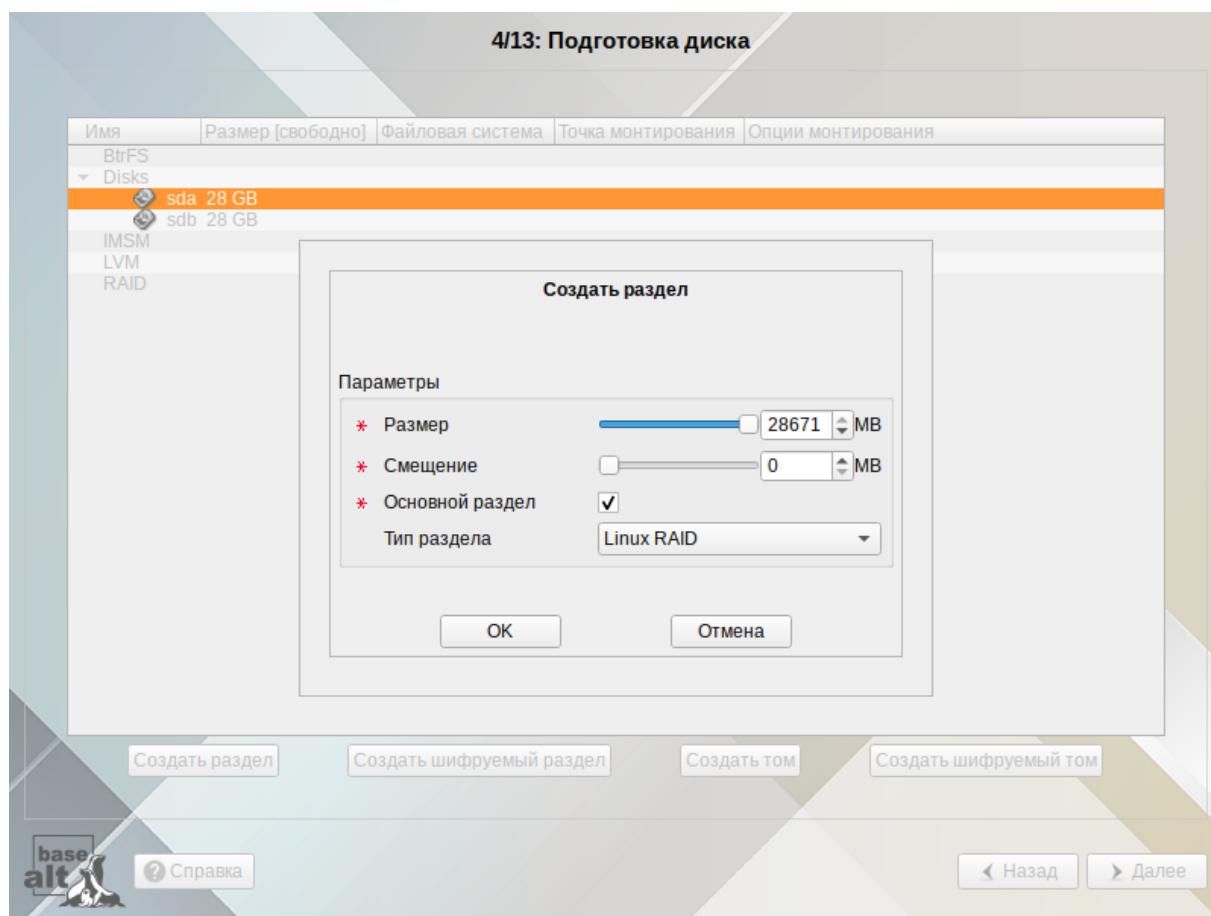 4/13: Подготовка диска
Имя Размер [свободно] Файловая система Точка монтирования Опции монтирования
BtrFS
Disks
sda 28 GB
sdb 28 GB
IMSM
LVM
RAID
Создать раздел
Параметры
* Размер 28671 MB
* Смещение 0 MB
* Основной раздел
Тип раздела Linux RAID
OK Отмена
Создать раздел Создать шифруемый раздел Создать том Создать шифруемый том
base
alt
? Справка Назад Далее